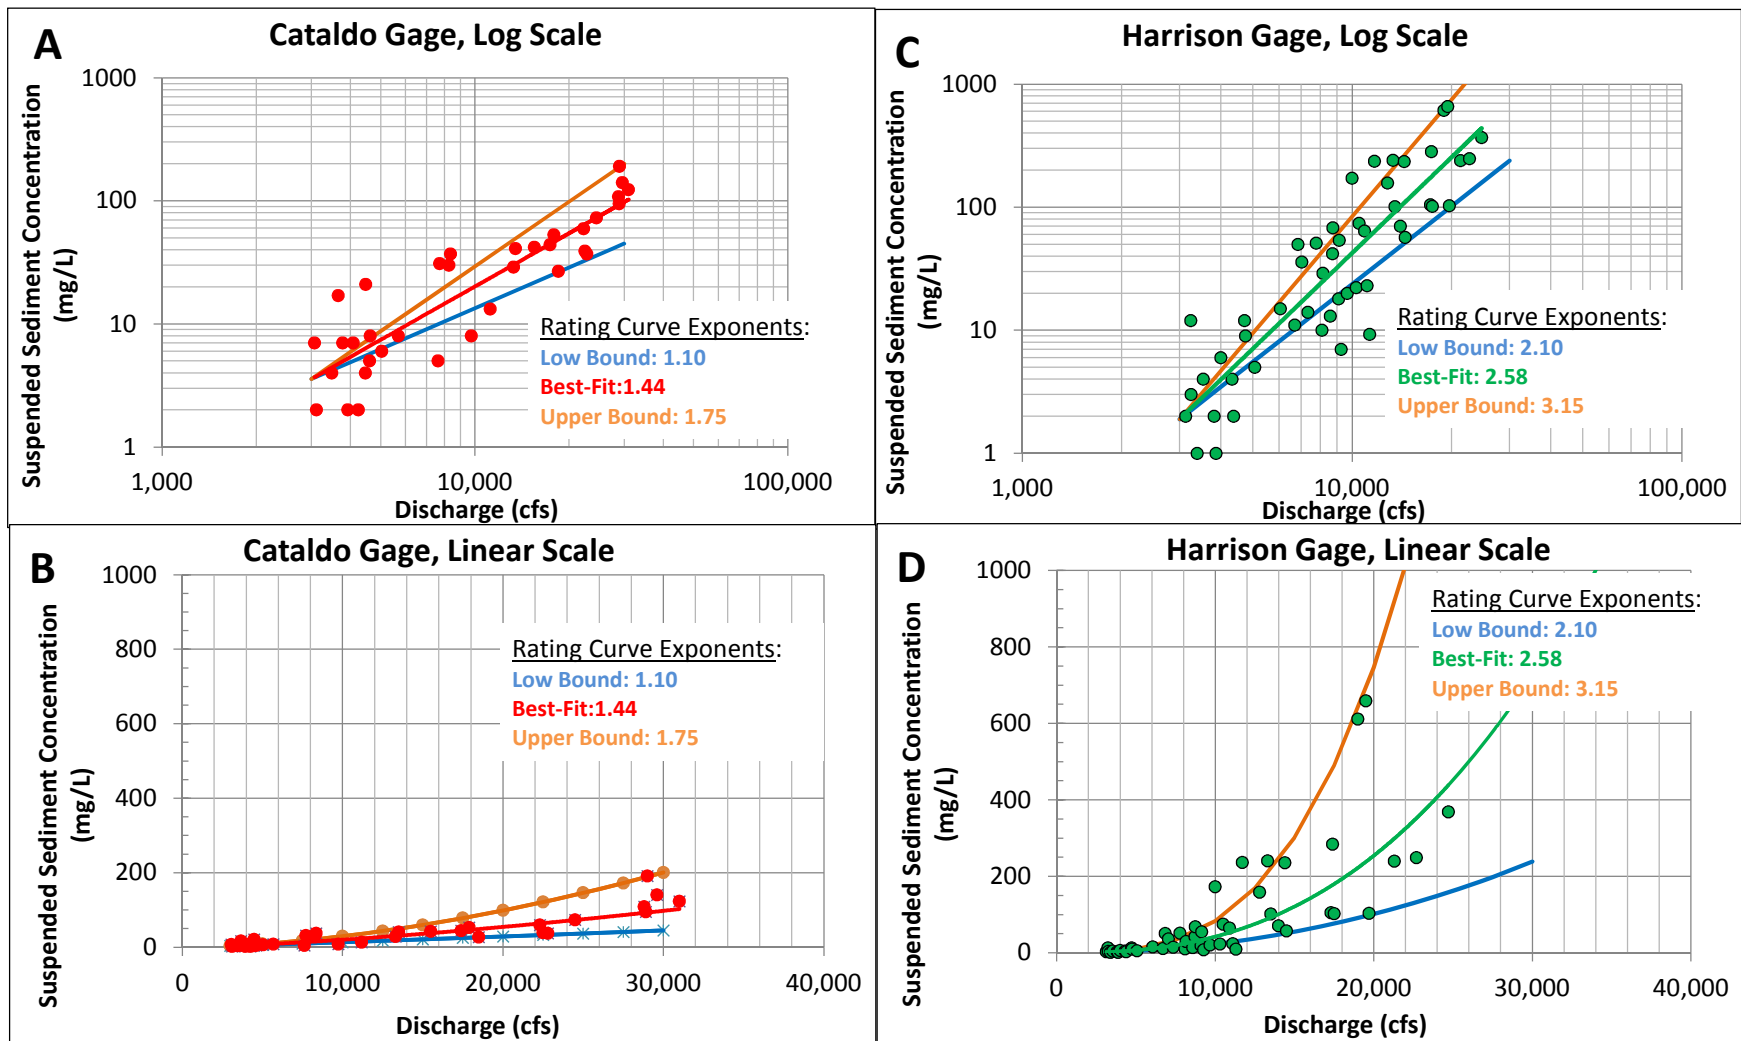 A
Cataldo Gage, Log Scale
Suspended Sediment Concentration
(mg/L)
1000
100
10
1
Rating Curve Exponents:
Low Bound: 1.10
Best-Fit:1.44
Upper Bound: 1.75
1,000
10,000
100,000
Discharge (cfs)
C
Harrison Gage, Log Scale
Suspended Sediment Concentration
(mg/L)
1000
100
10
1
Rating Curve Exponents:
Low Bound: 2.10
Best-Fit: 2.58
Upper Bound: 3.15
1,000
10,000
100,000
Discharge (cfs)
B
Cataldo Gage, Linear Scale
Suspended Sediment Concentration
(mg/L)
1000
800
600
400
200
0
Rating Curve Exponents:
Low Bound: 1.10
Best-Fit:1.44
Upper Bound: 1.75
0
10,000
20,000
30,000
40,000
Discharge (cfs)
D
Harrison Gage, Linear Scale
Suspended Sediment Concentration
(mg/L)
1000
800
600
400
200
0
Rating Curve Exponents:
Low Bound: 2.10
Best-Fit: 2.58
Upper Bound: 3.15
0
10,000
20,000
30,000
40,000
Discharge (cfs)